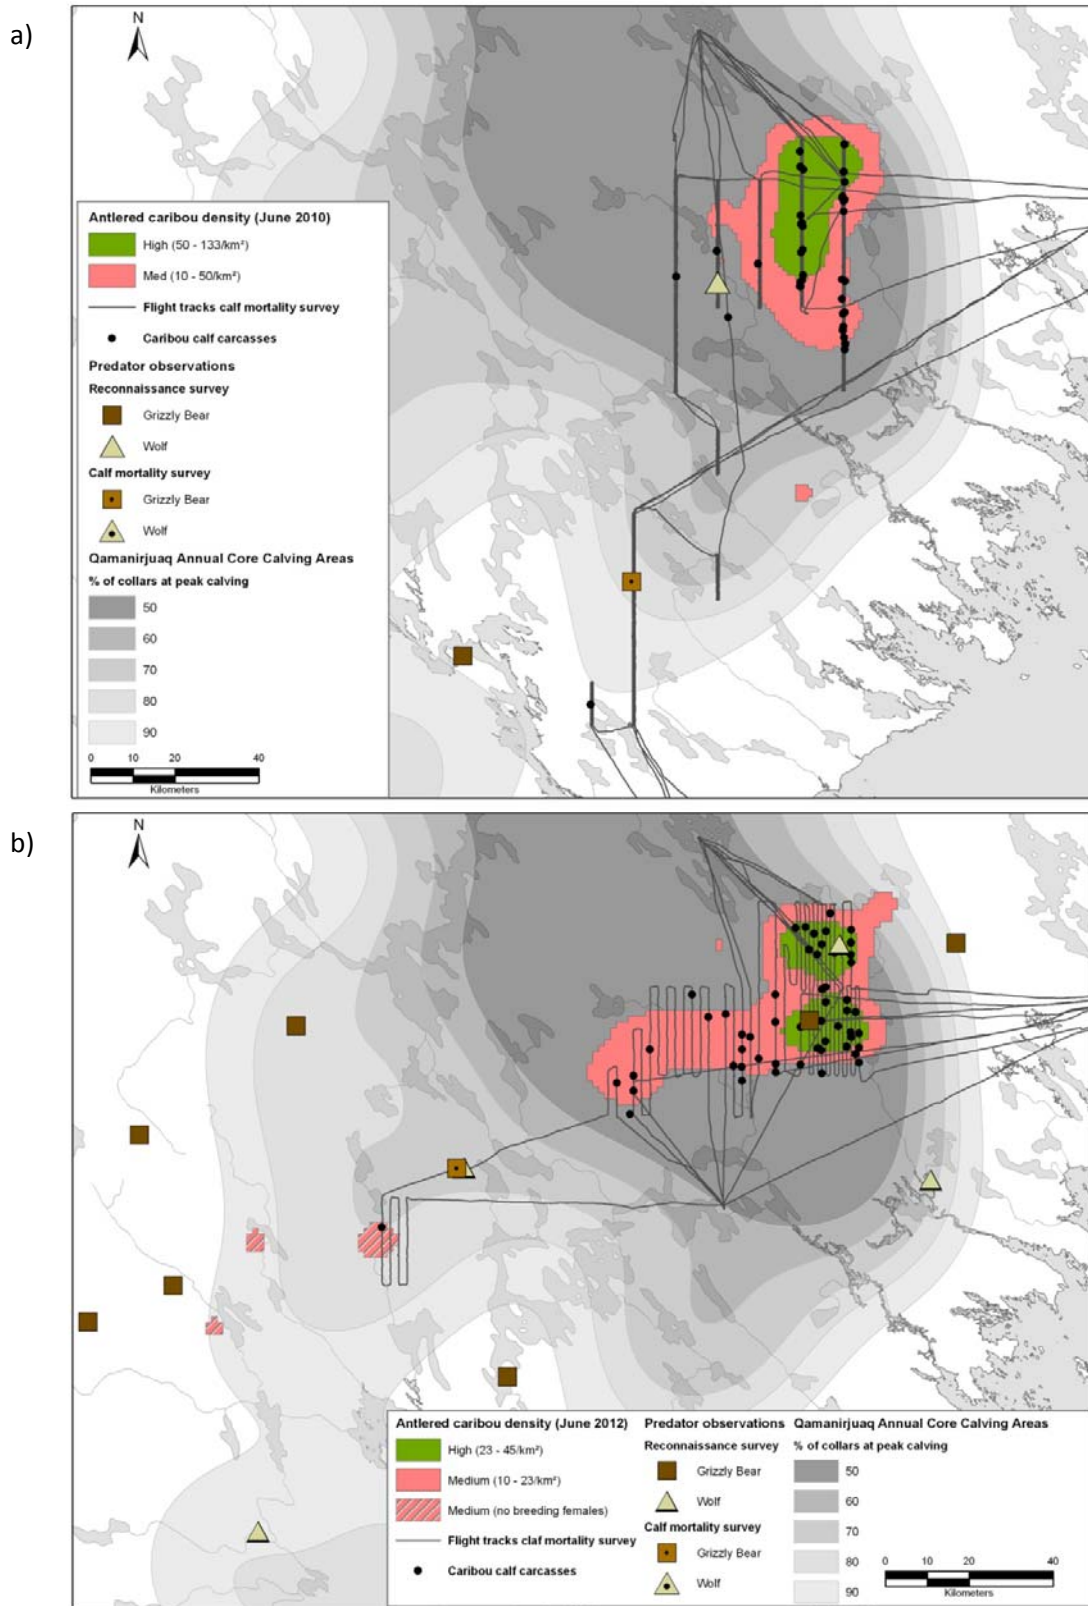 a)
N
Antlered caribou density (June 2010)
High (50 - 133/km²)
Med (10 - 50/km²)
Flight tracks calf mortality survey
Caribou calf carcasses
Predator observations
Reconnaissance survey
Grizzly Bear
Wolf
Calf mortality survey
Grizzly Bear
Wolf
Qamanirjuaq Annual Core Calving Areas
% of collars at peak calving
50
60
70
80
90
0 10 20 40
Kilometers
b)
N
Antlered caribou density (June 2012)
High (23 - 45/km²)
Medium (10 - 23/km²)
Medium (no breeding females)
Flight tracks claf mortality survey
Caribou calf carcasses
Predator observations
Reconnaissance survey
Grizzly Bear
Wolf
Calf mortality survey
Grizzly Bear
Wolf
Qamanirjuaq Annual Core Calving Areas
% of collars at peak calving
50
60
70
80
90
0 10 20 40
Kilometers